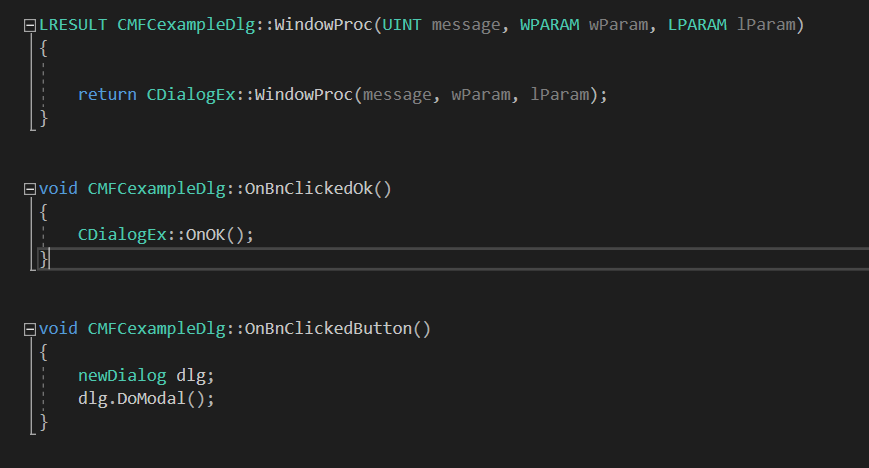 LRESULT CMFCexampleDlg::WindowProc(UINT message, WPARAM wParam, LPARAM lParam)
{
return CDialogEx::WindowProc(message, wParam, lParam);
}
void CMFCexampleDlg::OnBnClickedOk()
{
CDialogEx::OnOK();
}
void CMFCexampleDlg::OnBnClickedButton()
{
newDialog dlg;
dlg.DoModal();
}